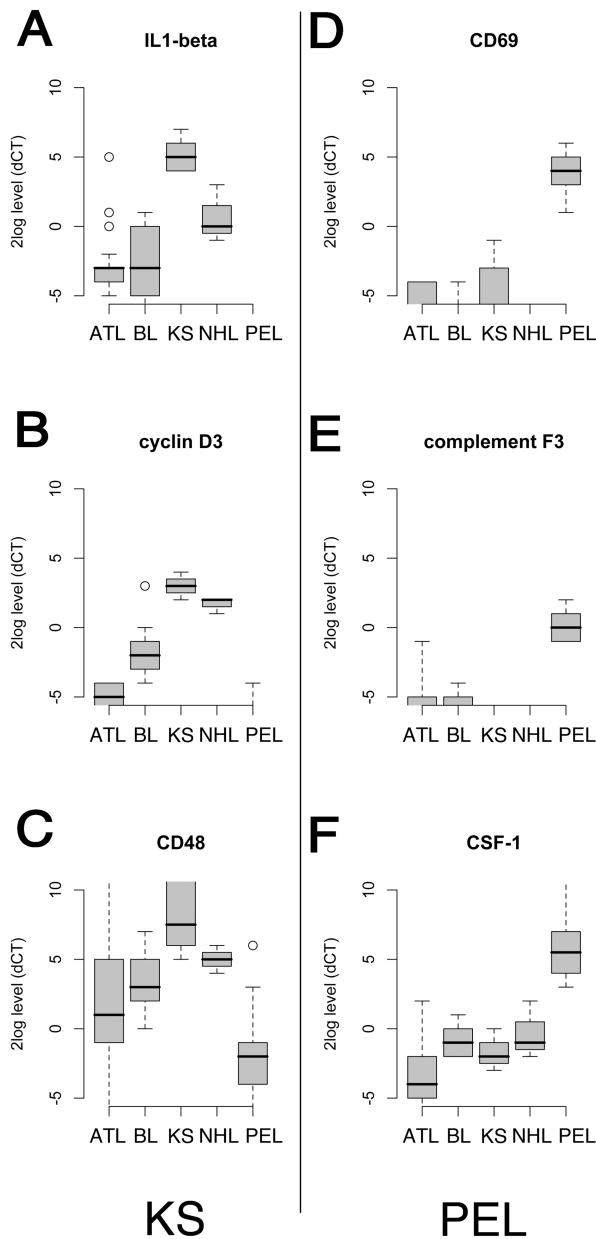 A
IL1-beta
2log level (dCT)
10
5
0
-5
ATL BL KS NHL PEL
B
cyclin D3
2log level (dCT)
10
5
0
-5
ATL BL KS NHL PEL
C
CD48
2log level (dCT)
10
5
0
-5
ATL BL KS NHL PEL
KS
D
CD69
2log level (dCT)
10
5
0
-5
ATL BL KS NHL PEL
E
complement F3
2log level (dCT)
10
5
0
-5
ATL BL KS NHL PEL
F
CSF-1
2log level (dCT)
10
5
0
-5
ATL BL KS NHL PEL
PEL